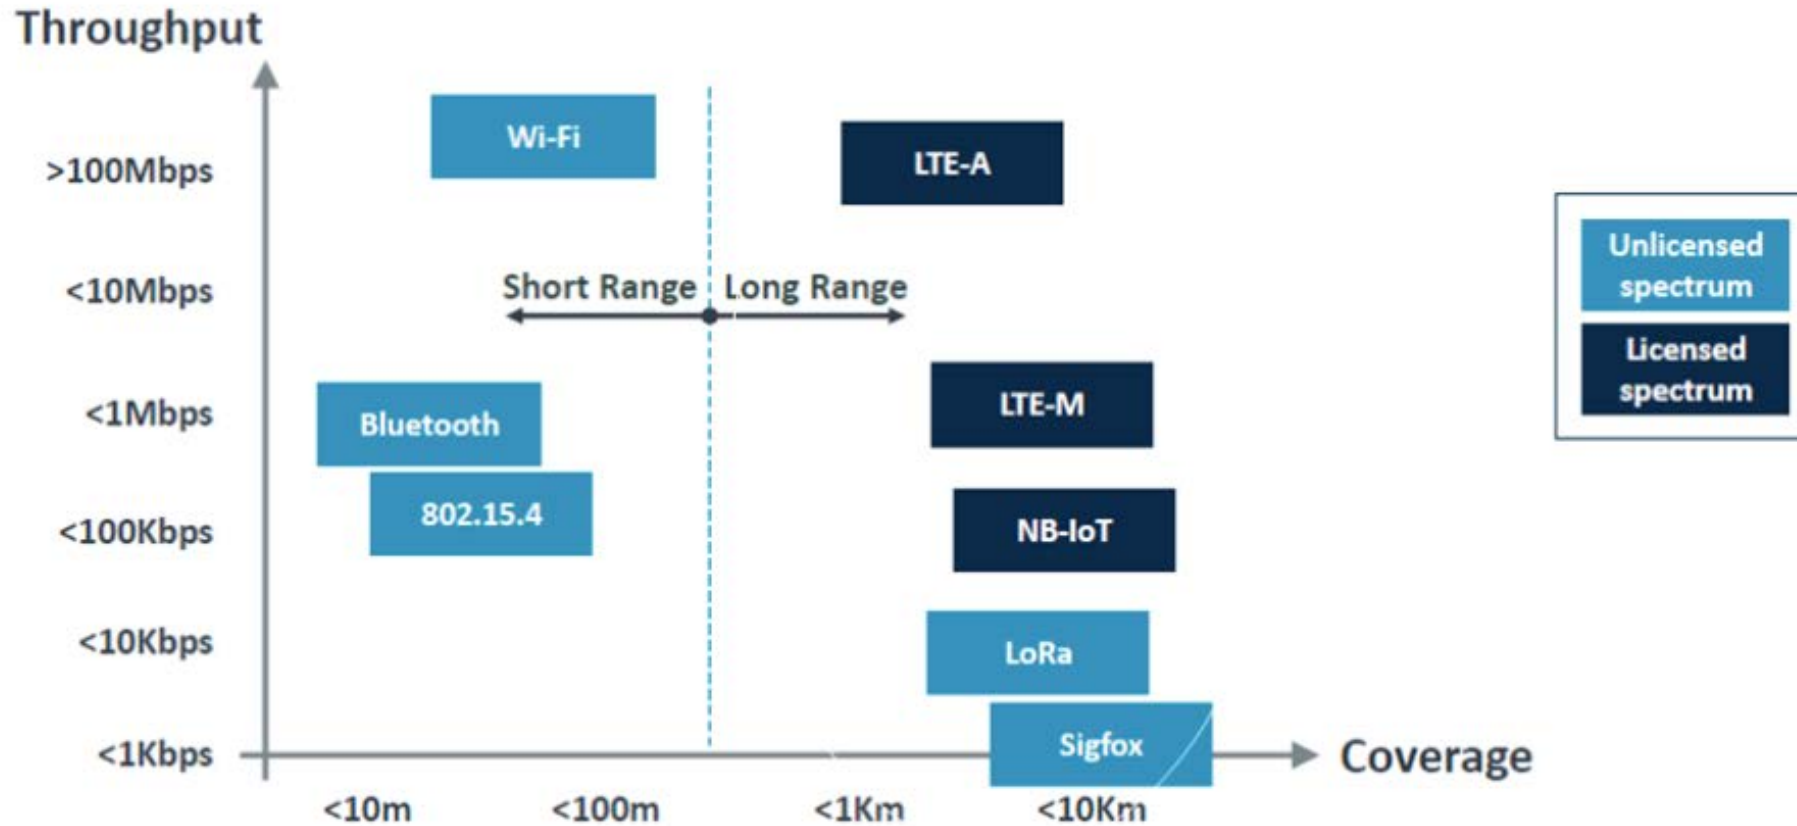 Throughput
Wi-Fi
LTE-A
>100Mbps
Unlicensed
spectrum
<10Mbps
Short Range
Long Range
Licensed
spectrum
<1Mbps
Bluetooth
LTE-M
802.15.4
<100Kbps
NB-IoT
<10Kbps
LoRa
<1Kbps
Sigfox
Coverage
<10m
<100m
<1Km
<10Km